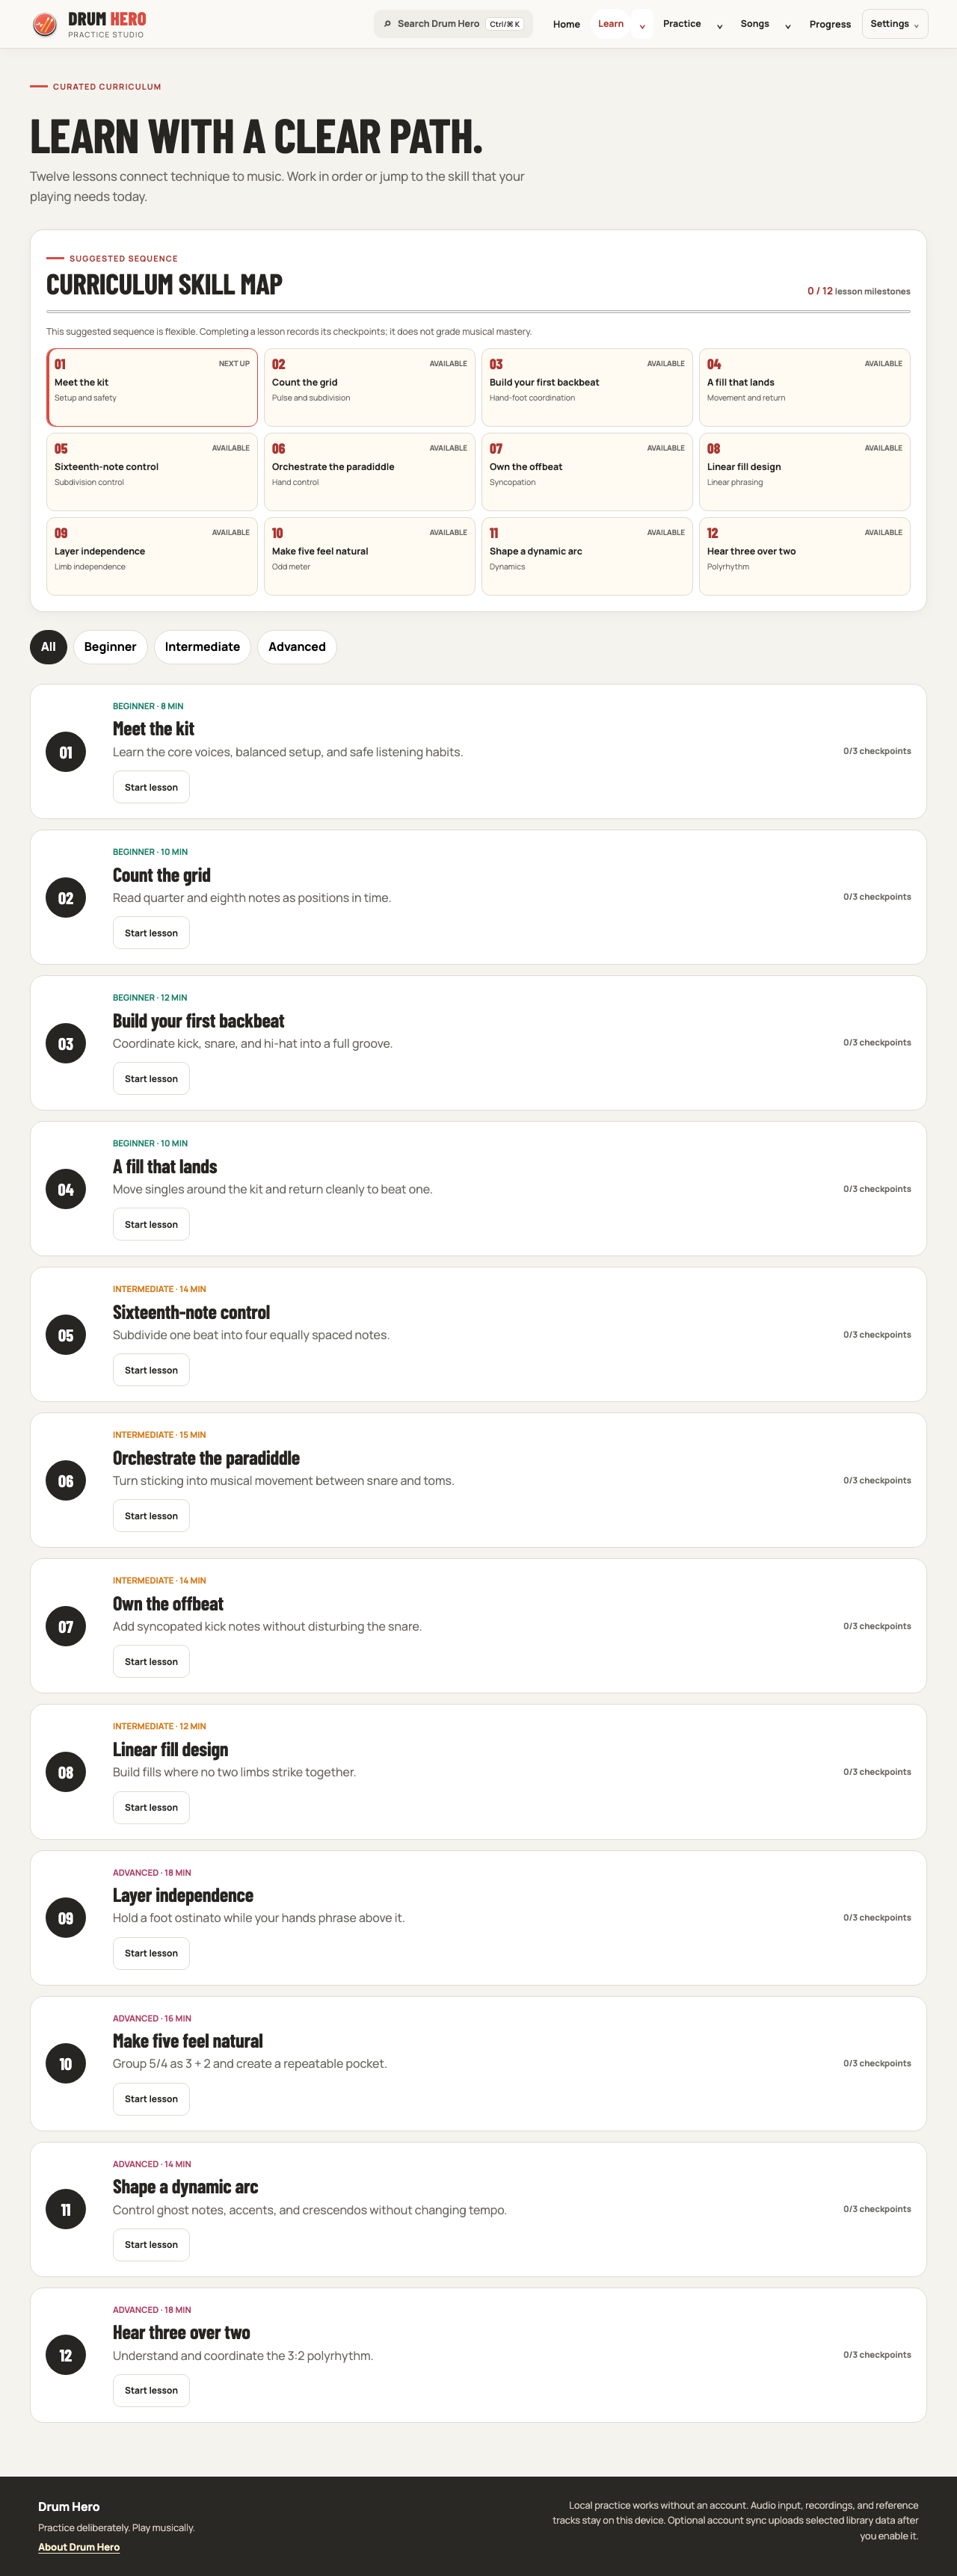 DRUM HERO
PRACTICE STUDIO
Search Drum Hero Ctrl/⌘ K
Home
Learn
Practice
Songs
Progress
Settings
CURATED CURRICULUM
LEARN WITH A CLEAR PATH.
Twelve lessons connect technique to music. Work in order or jump to the skill that your
playing needs today.
SUGGESTED SEQUENCE
CURRICULUM SKILL MAP
0 / 12 lesson milestones
This suggested sequence is flexible. Completing a lesson records its checkpoints; it does not grade musical mastery.
01 NEXT UP
Meet the kit
Setup and safety
02 AVAILABLE
Count the grid
Pulse and subdivision
03 AVAILABLE
Build your first backbeat
Hand-foot coordination
04 AVAILABLE
A fill that lands
Movement and return
05 AVAILABLE
Sixteenth-note control
Subdivision control
06 AVAILABLE
Orchestrate the paradiddle
Hand control
07 AVAILABLE
Own the offbeat
Syncopation
08 AVAILABLE
Linear fill design
Linear phrasing
09 AVAILABLE
Layer independence
Limb independence
10 AVAILABLE
Make five feel natural
Odd meter
11 AVAILABLE
Shape a dynamic arc
Dynamics
12 AVAILABLE
Hear three over two
Polyrhythm
All
Beginner
Intermediate
Advanced
01
BEGINNER · 8 MIN
Meet the kit
Learn the core voices, balanced setup, and safe listening habits.
Start lesson
0/3 checkpoints
02
BEGINNER · 10 MIN
Count the grid
Read quarter and eighth notes as positions in time.
Start lesson
0/3 checkpoints
03
BEGINNER · 12 MIN
Build your first backbeat
Coordinate kick, snare, and hi-hat into a full groove.
Start lesson
0/3 checkpoints
04
BEGINNER · 10 MIN
A fill that lands
Move singles around the kit and return cleanly to beat one.
Start lesson
0/3 checkpoints
05
INTERMEDIATE · 14 MIN
Sixteenth-note control
Subdivide one beat into four equally spaced notes.
Start lesson
0/3 checkpoints
06
INTERMEDIATE · 15 MIN
Orchestrate the paradiddle
Turn sticking into musical movement between snare and toms.
Start lesson
0/3 checkpoints
07
INTERMEDIATE · 14 MIN
Own the offbeat
Add syncopated kick notes without disturbing the snare.
Start lesson
0/3 checkpoints
08
INTERMEDIATE · 12 MIN
Linear fill design
Build fills where no two limbs strike together.
Start lesson
0/3 checkpoints
09
ADVANCED · 18 MIN
Layer independence
Hold a foot ostinato while your hands phrase above it.
Start lesson
0/3 checkpoints
10
ADVANCED · 16 MIN
Make five feel natural
Group 5/4 as 3 + 2 and create a repeatable pocket.
Start lesson
0/3 checkpoints
11
ADVANCED · 14 MIN
Shape a dynamic arc
Control ghost notes, accents, and crescendos without changing tempo.
Start lesson
0/3 checkpoints
12
ADVANCED · 18 MIN
Hear three over two
Understand and coordinate the 3:2 polyrhythm.
Start lesson
0/3 checkpoints
Drum Hero
Practice deliberately. Play musically.
About Drum Hero
Local practice works without an account. Audio input, recordings, and reference
tracks stay on this device. Optional account sync uploads selected library data after
you enable it.